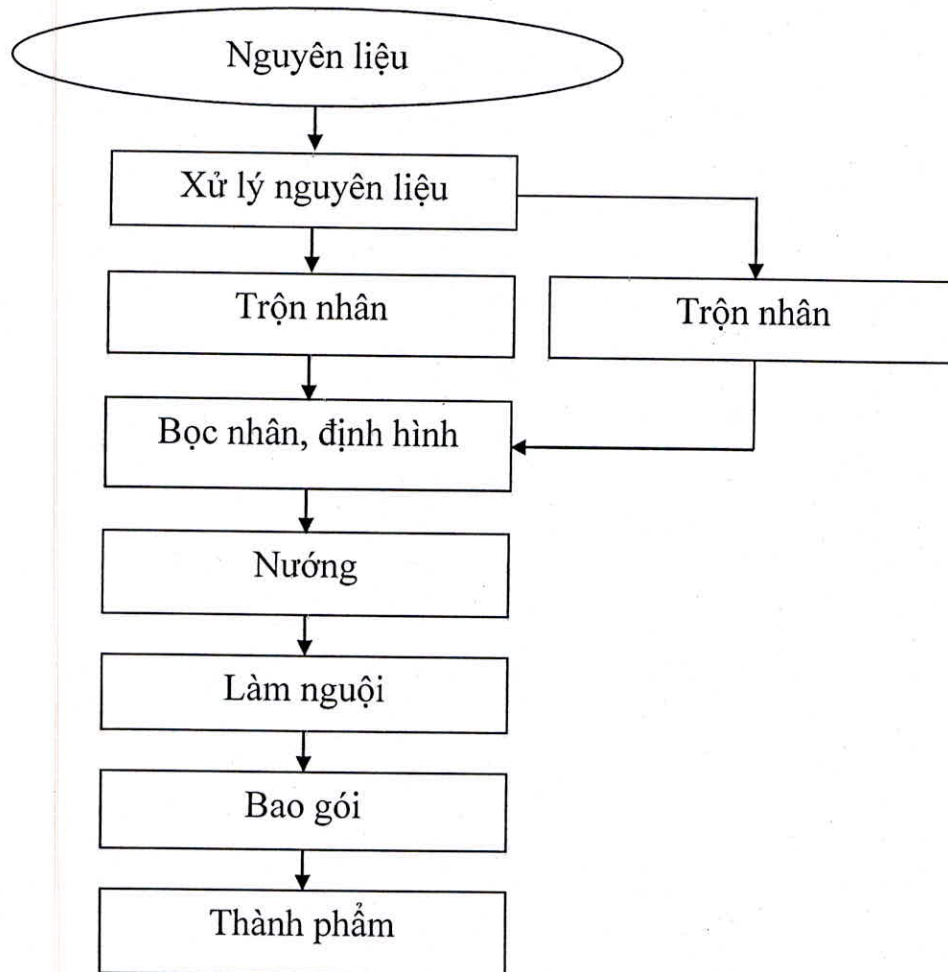 Nguyên liệu
Xử lý nguyên liệu
Trộn nhân
Trộn nhân
Bọc nhân, định hình
Nướng
Làm nguội
Bao gói
Thành phẩm